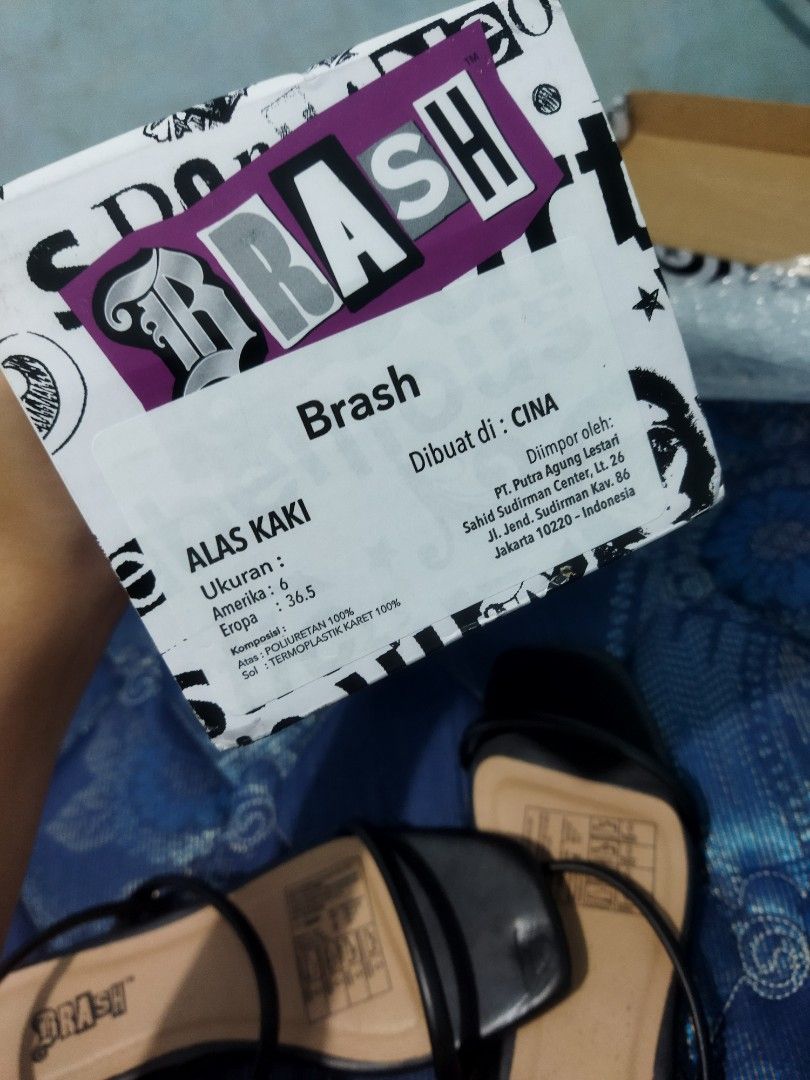 BRASH™
Brash
Dibuat di : CINA
Diimpor oleh:
PT. Putra Agung Lestari
Sahid Sudirman Center, Lt. 26
Jl. Jend. Sudirman Kav. 86
Jakarta 10220 - Indonesia
ALAS KAKI
Ukuran :
Amerika : 6
Eropa : 36.5
Komposisi :
Atas : POLIURETAN 100%
Sol : TERMOPLASTIK KARET 100%
BRASH™